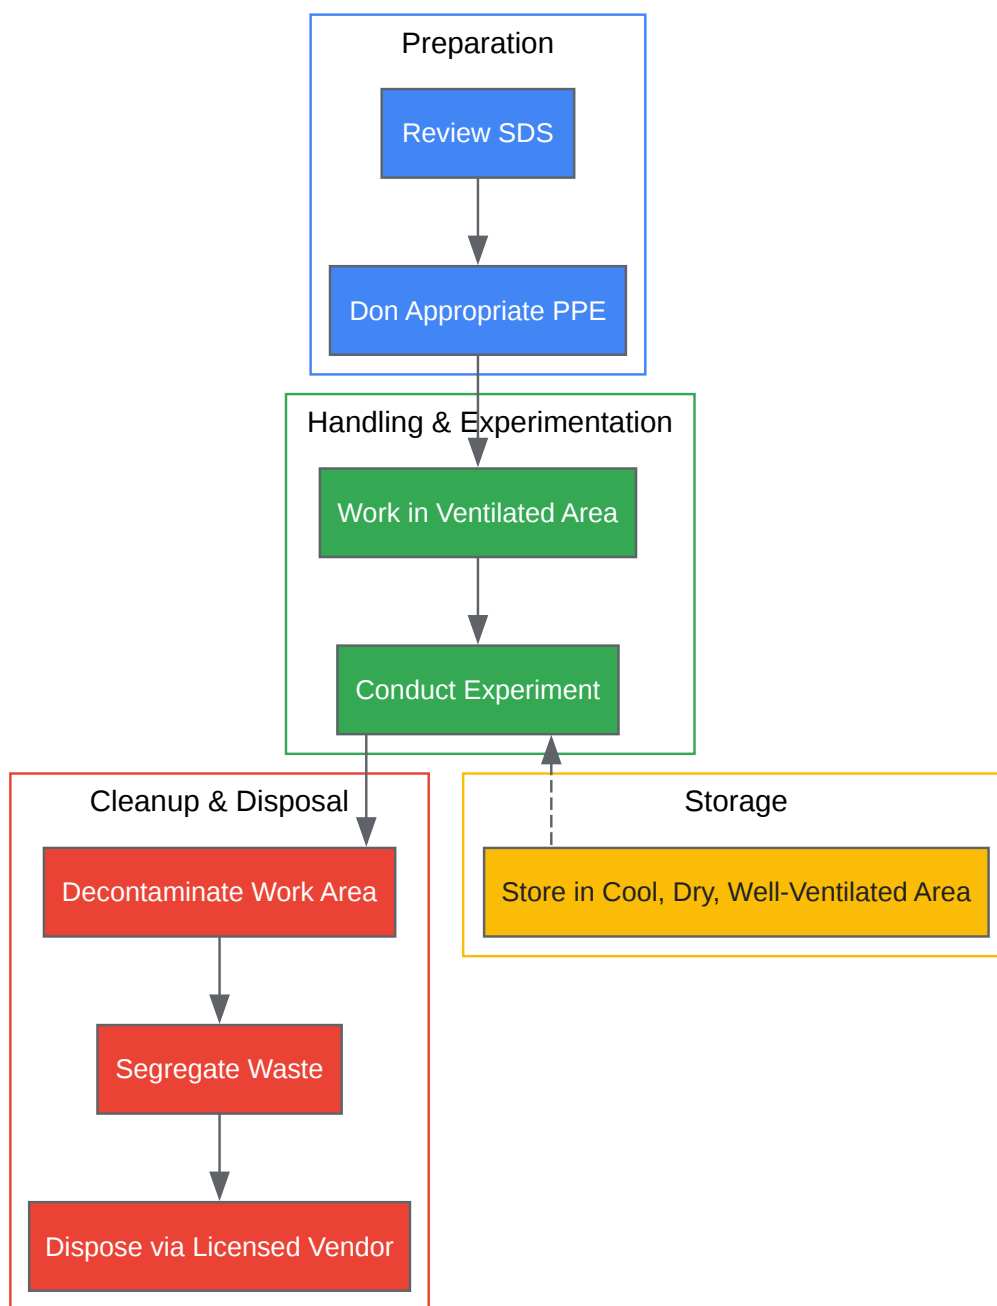 Preparation
Review SDS
Don Appropriate PPE
Handling & Experimentation
Work in Ventilated Area
Conduct Experiment
Cleanup & Disposal
Decontaminate Work Area
Segregate Waste
Dispose via Licensed Vendor
Storage
Store in Cool, Dry, Well-Ventilated Area